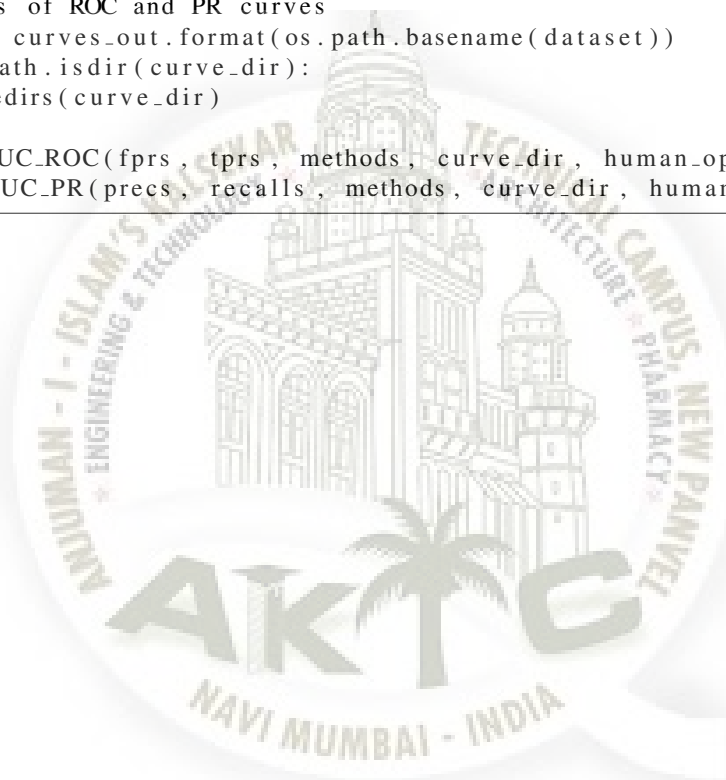 s of ROC and PR curves
curves_out.format(os.path.basename(dataset))
ath.isdir(curve_dir):
edirs(curve_dir)
UC_ROC(fprs, tprs, methods, curve_dir, human_op
UC_PR(precs, recalls, methods, curve_dir, human
ANJUMAN - I - ISLAM'S KALSEKAR TECHNICAL CAMPUS, NEW PANVEL
ENGINEERING & TECHNOLOGY * ARCHITECTURE * PHARMACY *
AKTC
NAVI MUMBAI - INDIA